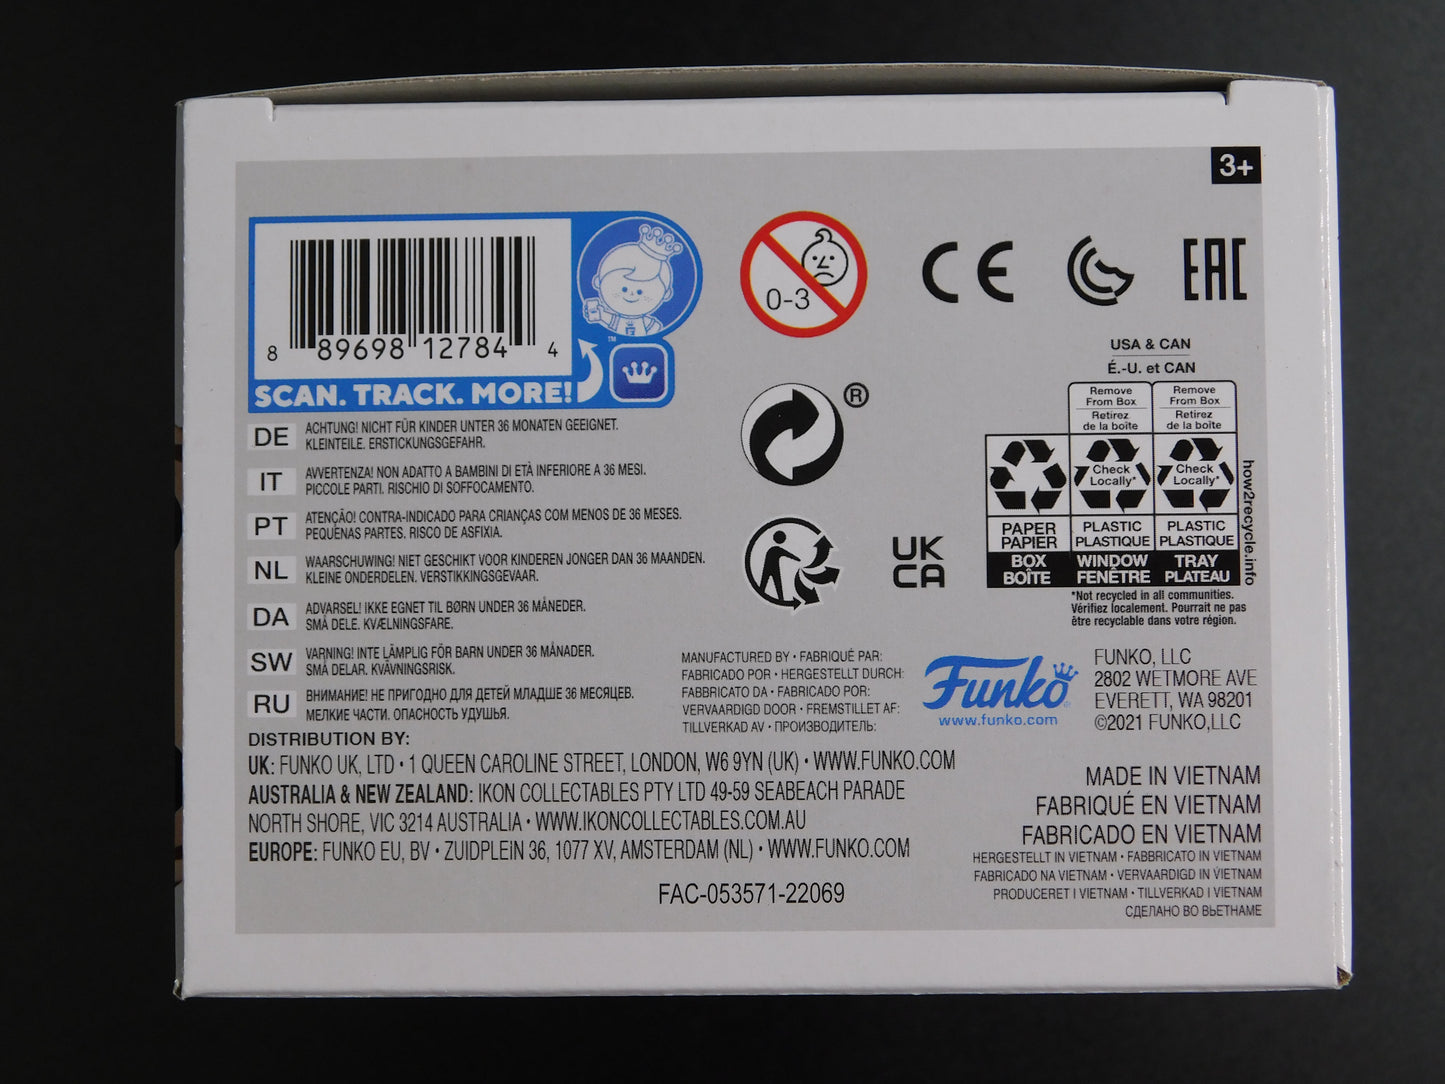 3+
8 89698 12784 4
SCAN. TRACK. MORE!
™
0-3
CE
EAC
USA & CAN
É.-U. et CAN
Remove From Box
Retirez de la boîte
Remove From Box
Retirez de la boîte
Check Locally*
Check Locally*
PAPER PAPIER
PLASTIC PLASTIQUE
PLASTIC PLASTIQUE
BOX BOÎTE
WINDOW FENÊTRE
TRAY PLATEAU
how2recycle.info
*Not recycled in all communities.
Vérifiez localement. Pourrait ne pas
être recyclable dans votre région.
®
UK
CA
DE ACHTUNG! NICHT FÜR KINDER UNTER 36 MONATEN GEEIGNET.
KLEINTEILE. ERSTICKUNGSGEFAHR.
IT AVVERTENZA! NON ADATTO A BAMBINI DI ETÀ INFERIORE A 36 MESI.
PICCOLE PARTI. RISCHIO DI SOFFOCAMENTO.
PT ATENÇÃO! CONTRA-INDICADO PARA CRIANÇAS COM MENOS DE 36 MESES.
PEQUENAS PARTES. RISCO DE ASFIXIA.
NL WAARSCHUWING! NIET GESCHIKT VOOR KINDEREN JONGER DAN 36 MAANDEN.
KLEINE ONDERDELEN. VERSTIKKINGSGEVAAR.
DA ADVARSEL! IKKE EGNET TIL BØRN UNDER 36 MÅNEDER.
SMÅ DELE. KVÆLNINGSFARE.
SW VARNING! INTE LÄMPLIG FÖR BARN UNDER 36 MÅNADER.
SMÅ DELAR. KVÄVNINGSRISK.
RU ВНИМАНИЕ! НЕ ПРИГОДНО ДЛЯ ДЕТЕЙ МЛАДШЕ 36 МЕСЯЦЕВ.
МЕЛКИЕ ЧАСТИ. ОПАСНОСТЬ УДУШЬЯ.
MANUFACTURED BY • FABRIQUÉ PAR:
FABRICADO POR • HERGESTELLT DURCH:
FABBRICATO DA • FABRICADO POR:
VERVAARDIGD DOOR • FREMSTILLET AF:
TILLVERKAD AV • ПРОИЗВОДИТЕЛЬ:
Funko®
www.funko.com
FUNKO, LLC
2802 WETMORE AVE
EVERETT, WA 98201
©2021 FUNKO,LLC
DISTRIBUTION BY:
UK: FUNKO UK, LTD • 1 QUEEN CAROLINE STREET, LONDON, W6 9YN (UK) • WWW.FUNKO.COM
AUSTRALIA & NEW ZEALAND: IKON COLLECTABLES PTY LTD 49-59 SEABEACH PARADE
NORTH SHORE, VIC 3214 AUSTRALIA • WWW.IKONCOLLECTABLES.COM.AU
EUROPE: FUNKO EU, BV • ZUIDPLEIN 36, 1077 XV, AMSTERDAM (NL) • WWW.FUNKO.COM
MADE IN VIETNAM
FABRIQUÉ EN VIETNAM
FABRICADO EN VIETNAM
HERGESTELLT IN VIETNAM • FABBRICATO IN VIETNAM
FABRICADO NA VIETNAM • VERVAARDIGD IN VIETNAM
PRODUCERET I VIETNAM • TILLVERKAD I VIETNAM
СДЕЛАНО ВО ВЬЕТНАМЕ
FAC-053571-22069